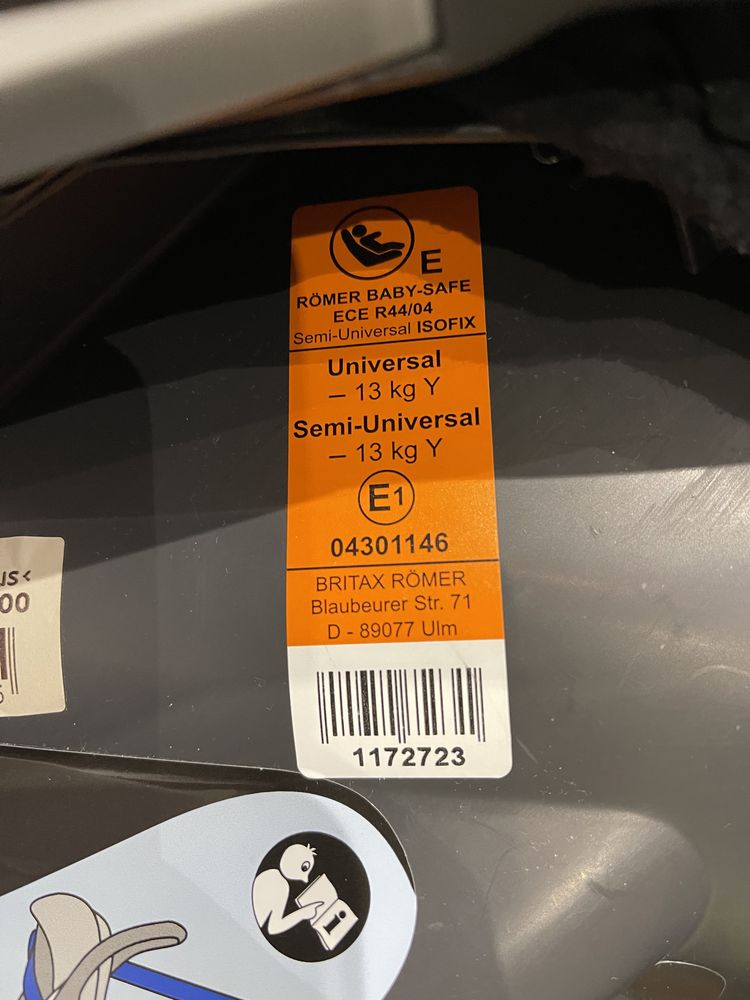 E
RÖMER BABY-SAFE
ECE R44/04
Semi-Universal ISOFIX
Universal
– 13 kg Y
Semi-Universal
– 13 kg Y
E1
04301146
BRITAX RÖMER
Blaubeurer Str. 71
D - 89077 Ulm
1172723
00
i